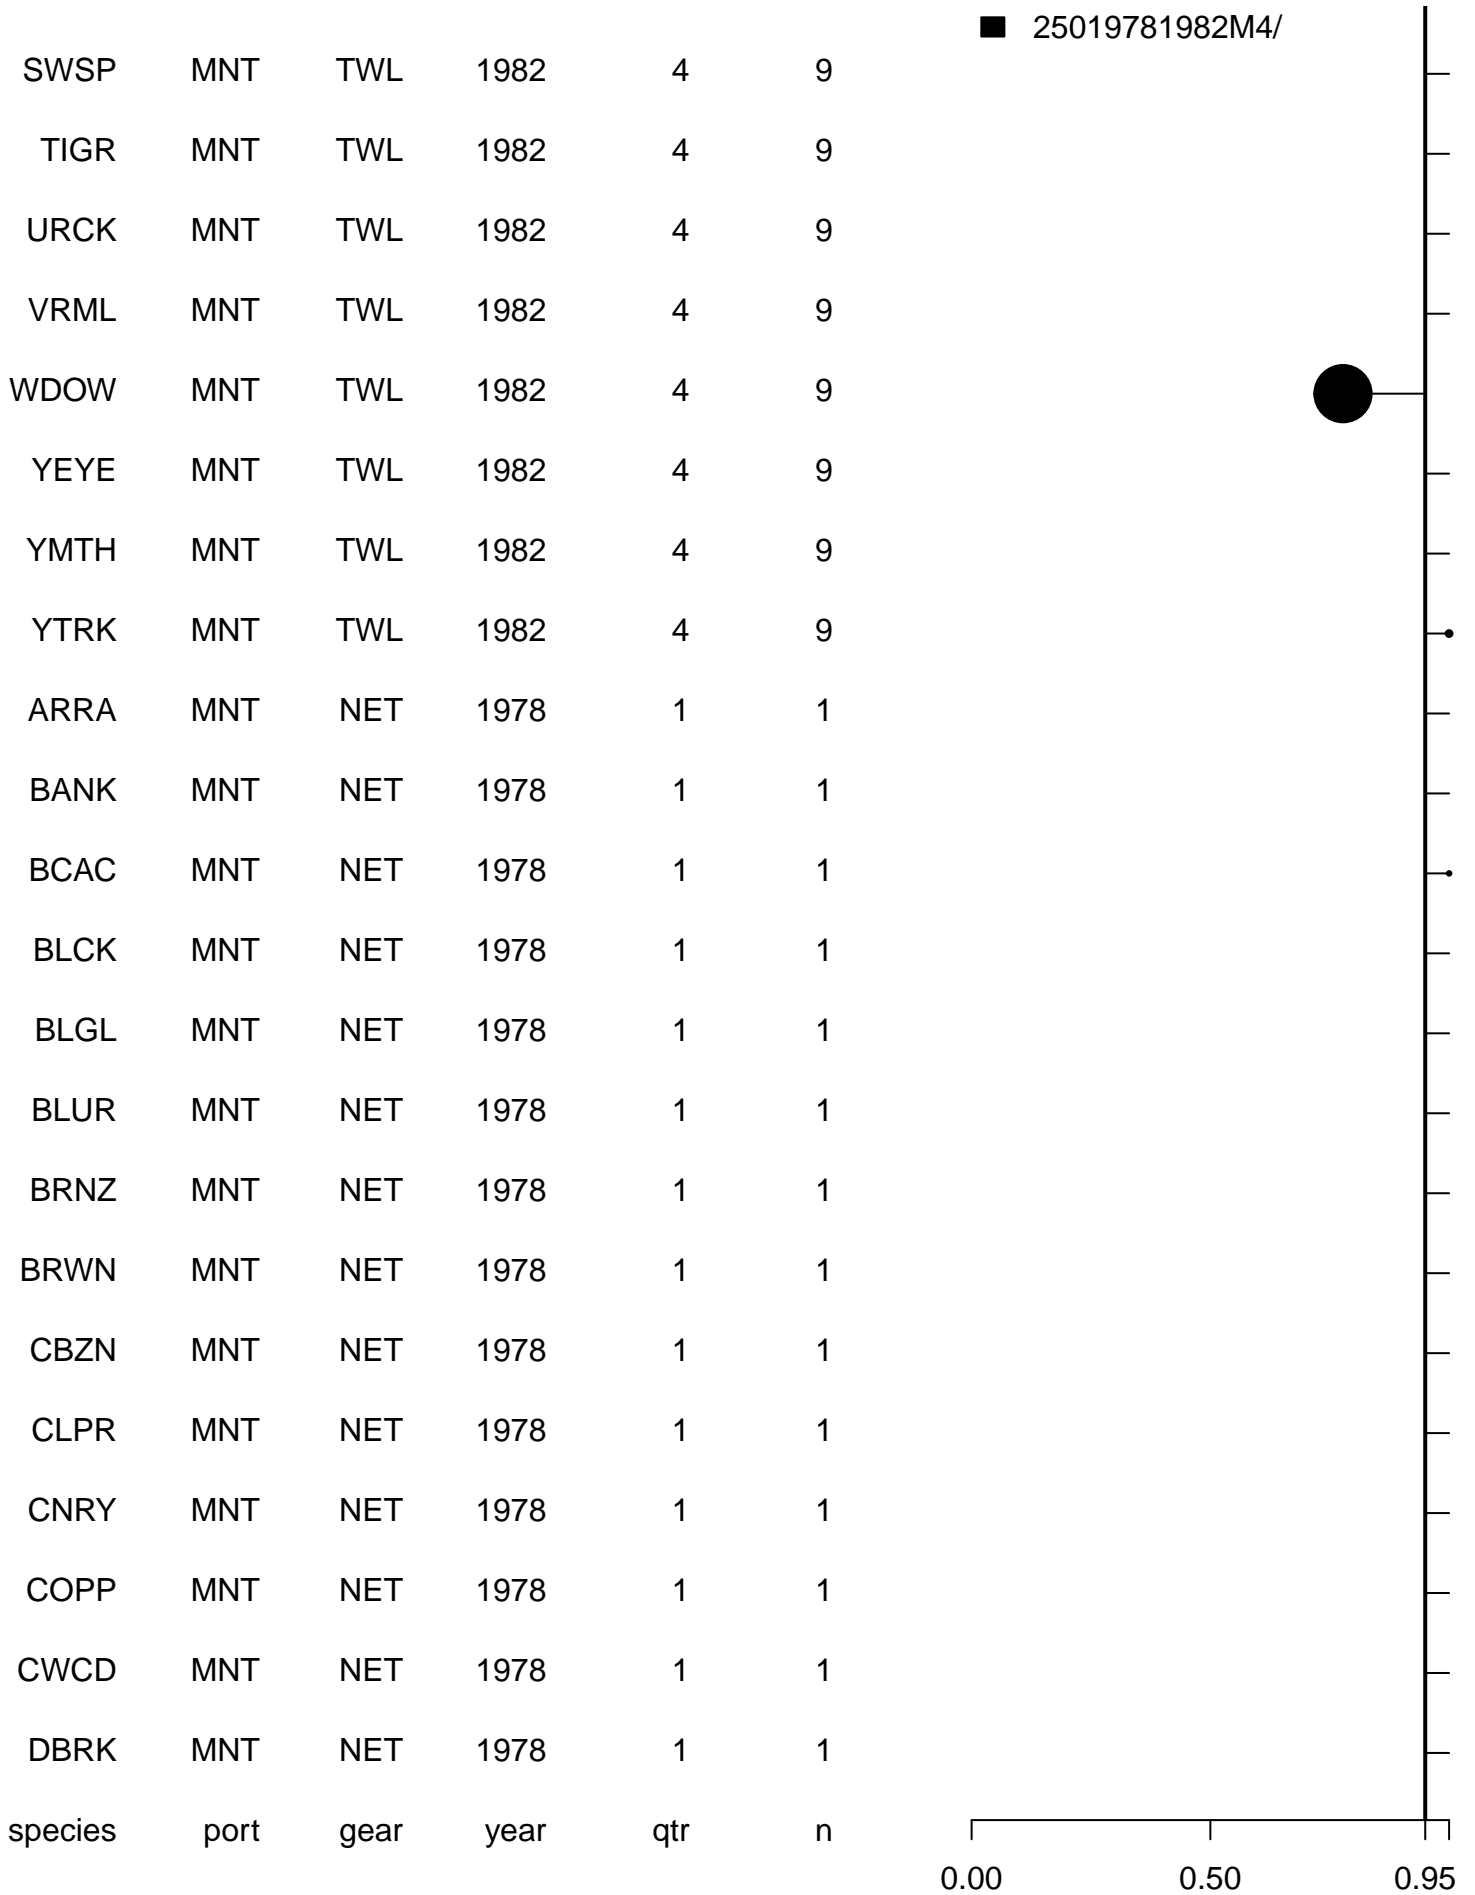 25019781982M4/
SWSP MNT TWL 1982 4 9
TIGR MNT TWL 1982 4 9
URCK MNT TWL 1982 4 9
VRML MNT TWL 1982 4 9
WDOW MNT TWL 1982 4 9
YEYE MNT TWL 1982 4 9
YMTH MNT TWL 1982 4 9
YTRK MNT TWL 1982 4 9
ARRA MNT NET 1978 1 1
BANK MNT NET 1978 1 1
BCAC MNT NET 1978 1 1
BLCK MNT NET 1978 1 1
BLGL MNT NET 1978 1 1
BLUR MNT NET 1978 1 1
BRNZ MNT NET 1978 1 1
BRWN MNT NET 1978 1 1
CBZN MNT NET 1978 1 1
CLPR MNT NET 1978 1 1
CNRY MNT NET 1978 1 1
COPP MNT NET 1978 1 1
CWCD MNT NET 1978 1 1
DBRK MNT NET 1978 1 1
species port gear year qtr n
0.00 0.50 0.95